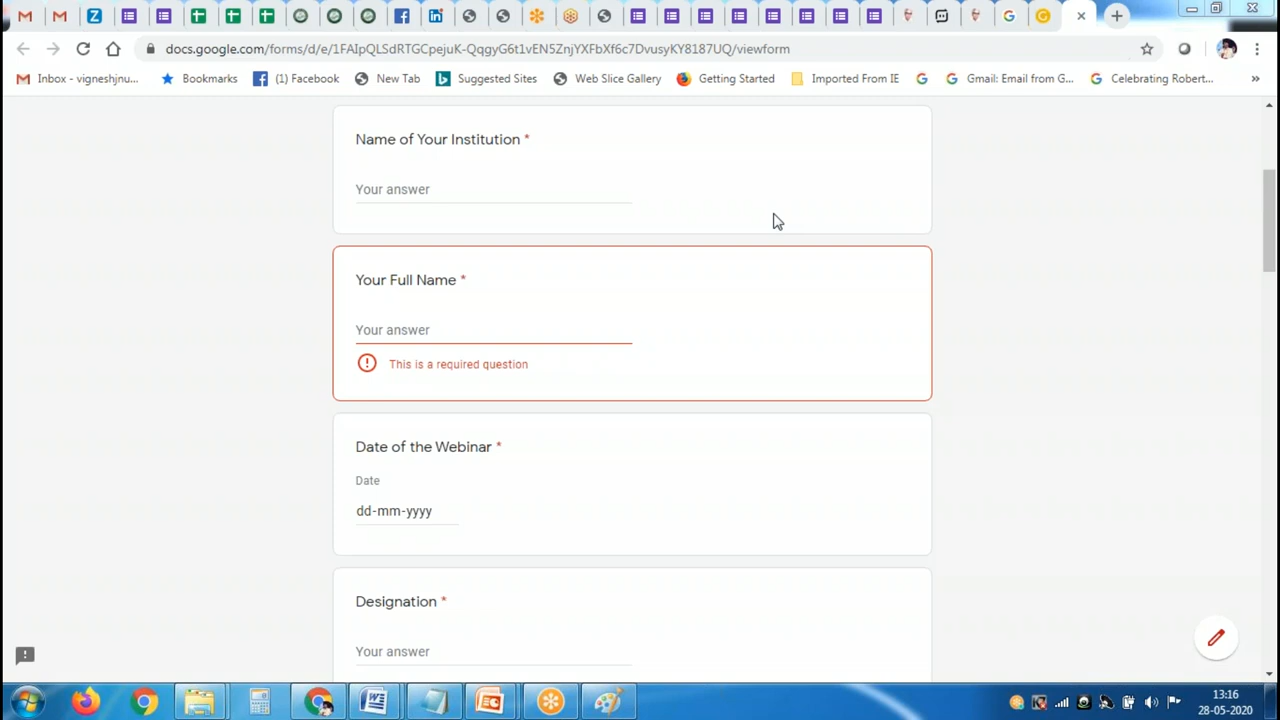 docs.google.com/forms/d/e/1FAIpQLSdRTGCpejuK-QqgyG6t1vEN5ZnjYXFbXf6c7DvusyKY8187UQ/viewform
Inbox - vigneshjnu... Bookmarks (1) Facebook New Tab Suggested Sites Web Slice Gallery Getting Started Imported From IE Gmail: Email from G... Celebrating Robert... »
Name of Your Institution *
Your answer
Your Full Name *
Your answer
This is a required question
Date of the Webinar *
Date
dd-mm-yyyy
Designation *
Your answer
13:16
28-05-2020